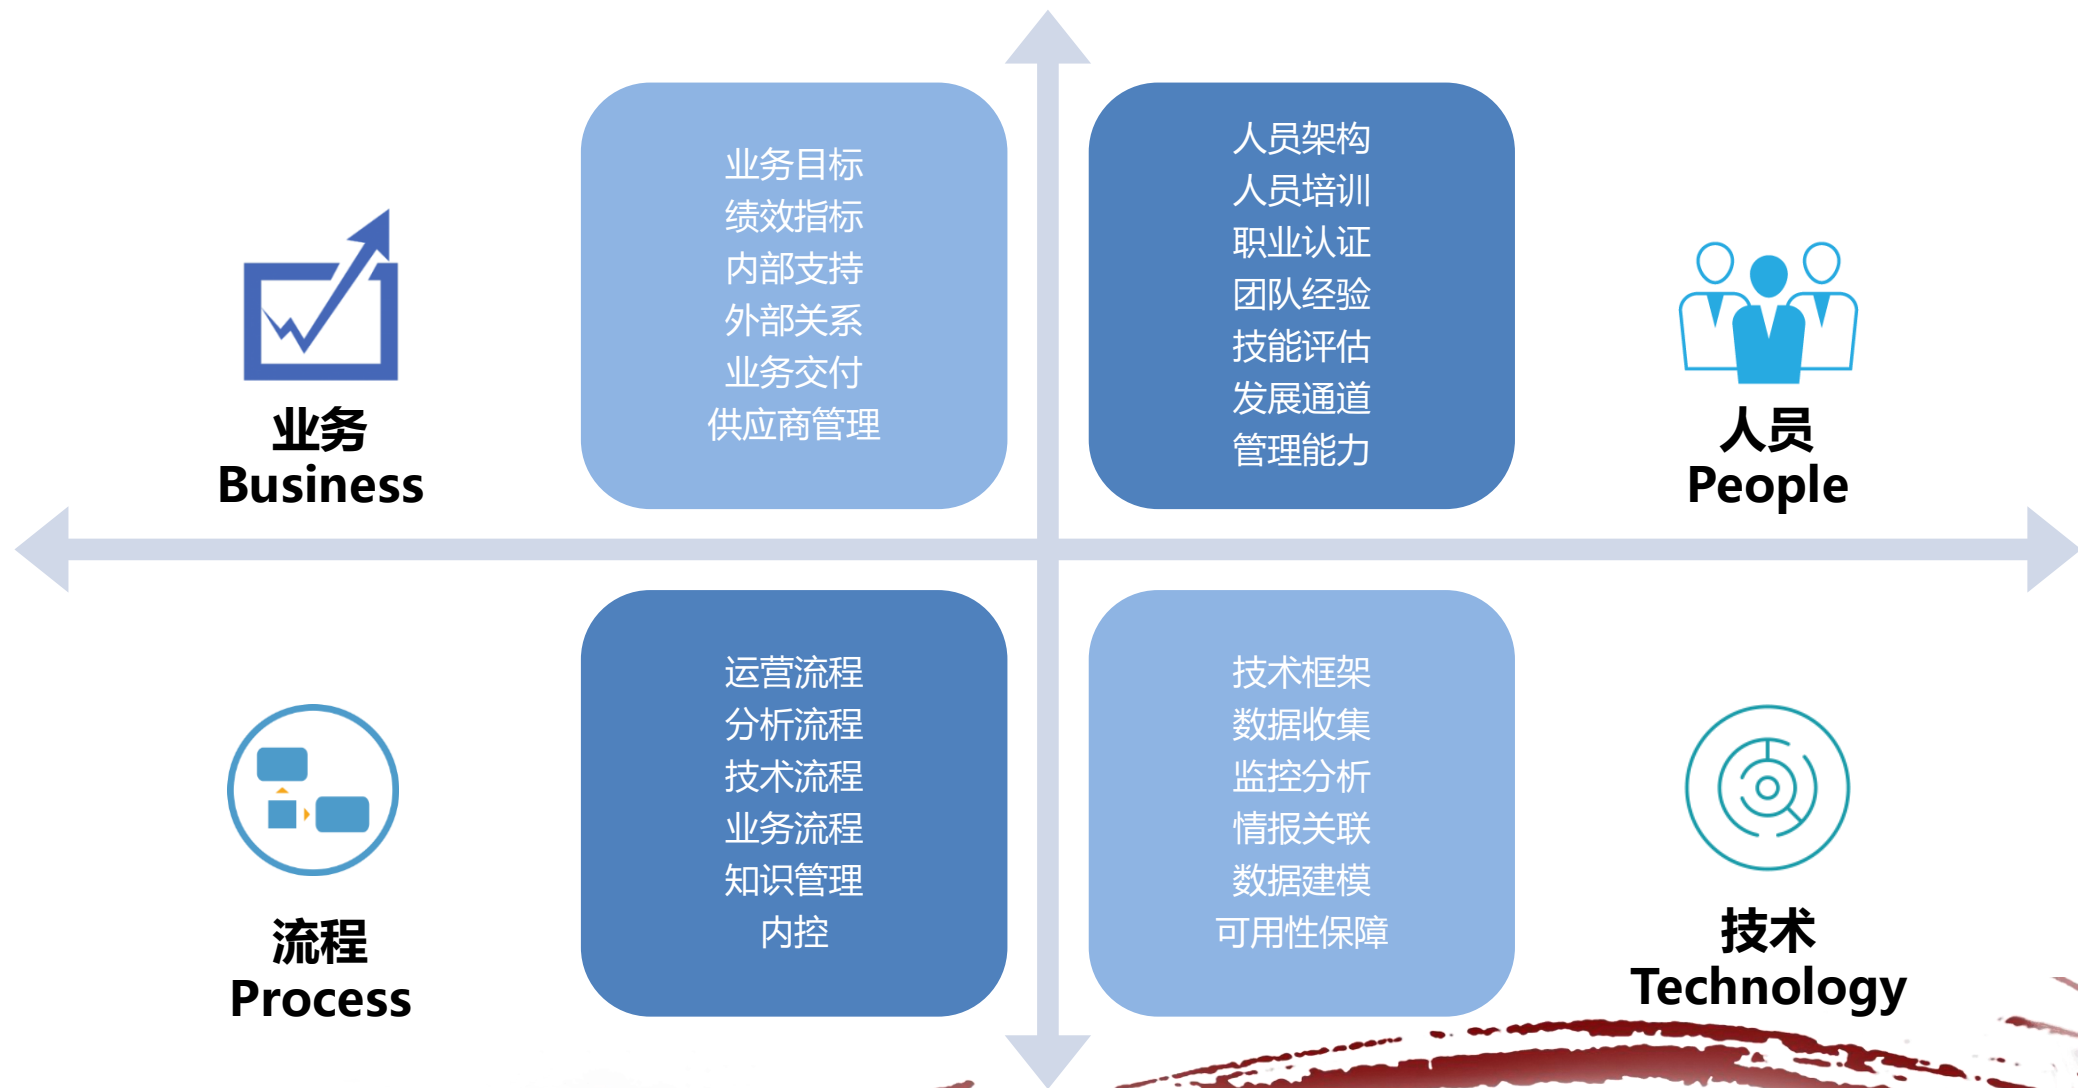 业务目标
绩效指标
内部支持
外部关系
业务交付
供应商管理
业务
Business
人员架构
人员培训
职业认证
团队经验
技能评估
发展通道
管理能力
人员
People
运营流程
分析流程
技术流程
业务流程
知识管理
内控
流程
Process
技术框架
数据收集
监控分析
情报关联
数据建模
可用性保障
技术
Technology